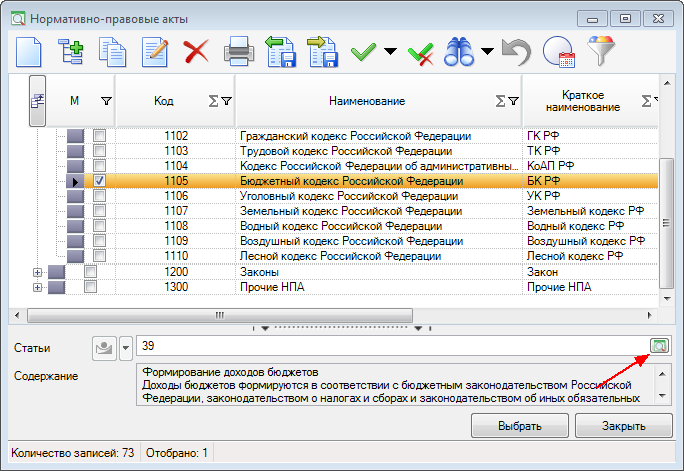 Нормативно-правовые акты
М Код Наименование Краткое наименование
1102 Гражданский кодекс Российской Федерации ГК РФ
1103 Трудовой кодекс Российской Федерации ТК РФ
1104 Кодекс Российской Федерации об административны... КоАП РФ
1105 Бюджетный кодекс Российской Федерации БК РФ
1106 Уголовный кодекс Российской Федерации УК РФ
1107 Земельный кодекс Российской Федерации Земельный кодекс РФ
1108 Водный кодекс Российской Федерации Водный кодекс РФ
1109 Воздушный кодекс Российской Федерации Воздушный кодекс РФ
1110 Лесной кодекс Российской Федерации Лесной кодекс РФ
1200 Законы Закон
1300 Прочие НПА Прочие НПА
Статьи 39
Содержание Формирование доходов бюджетов
Доходы бюджетов формируются в соответствии с бюджетным законодательством Российской
Федерации, законодательством о налогах и сборах и законодательством об иных обязательных
Выбрать Закрыть
Количество записей: 73 Отобрано: 1